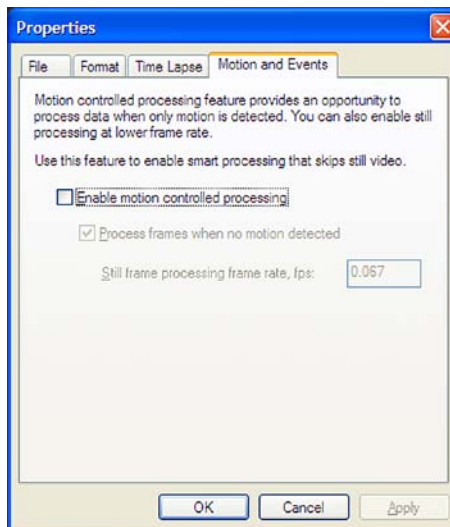 Properties
File Format Time Lapse Motion and Events
Motion controlled processing feature provides an opportunity to
process data when only motion is detected. You can also enable still
processing at lower frame rate.
Use this feature to enable smart processing that skips still video.
Enable motion controlled processing
Process frames when no motion detected
Still frame processing frame rate, fps: 0.067
OK Cancel Apply